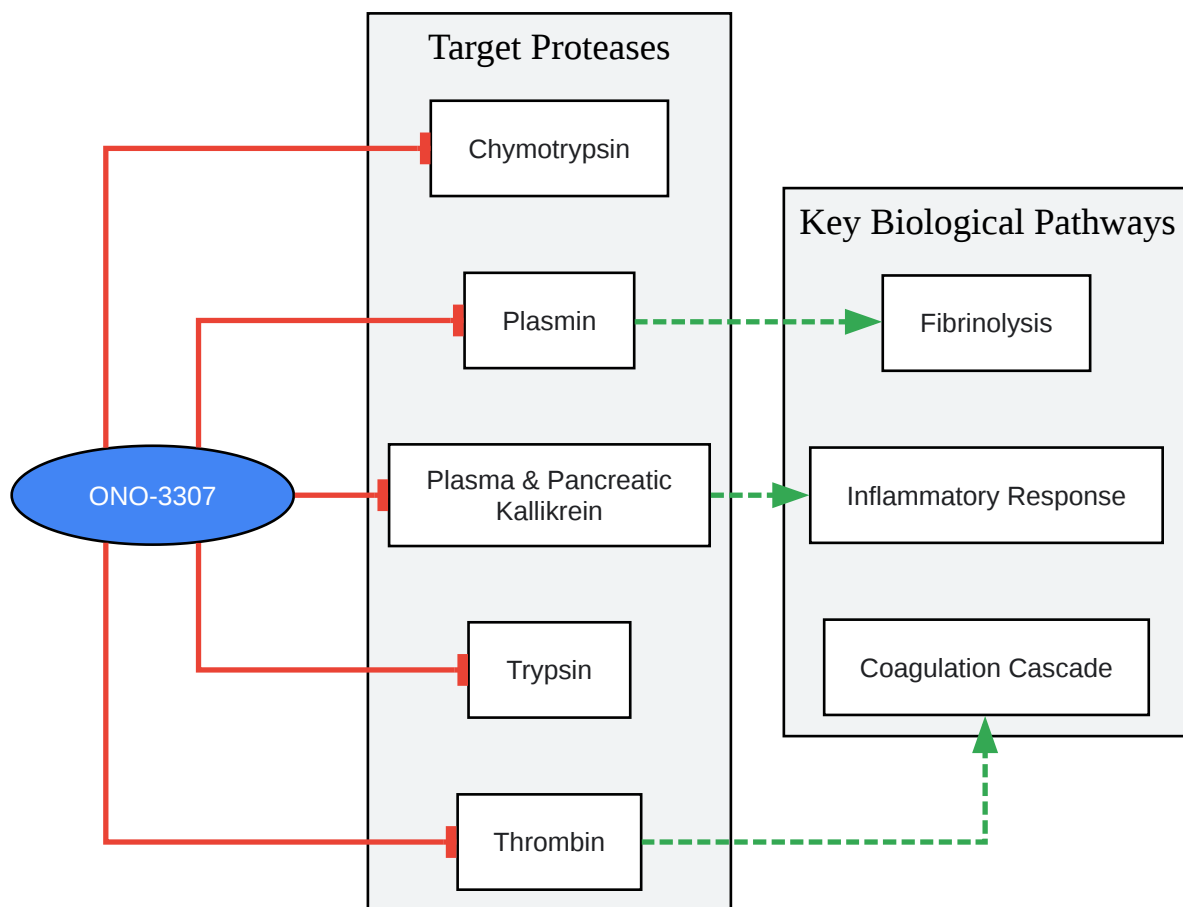 Target Proteases
Chymotrypsin
Plasmin
Plasma & Pancreatic
Kallikrein
Trypsin
Thrombin
ONO-3307
Key Biological Pathways
Fibrinolysis
Inflammatory Response
Coagulation Cascade